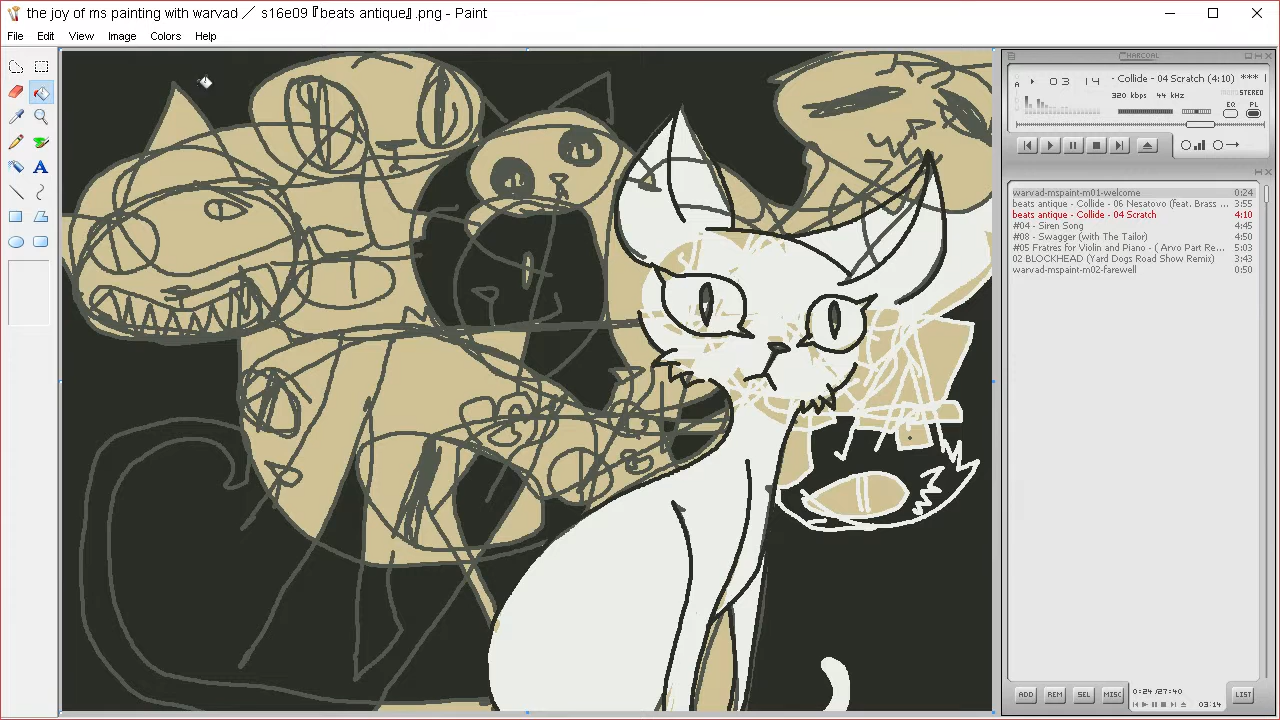 the joy of ms painting with warvad ／ s16e09『beats antique』.png - Paint
File Edit View Image Colors Help
CHARCOAL
03 14 - Collide - 04 Scratch (4:10) ***
320 kbps 44 kHz STEREO
EQ PL
warvad-mspaint-m01-welcome 0:24
beats antique - Collide - 06 Nesatovo (feat. Brass ... 3:55
beats antique - Collide - 04 Scratch 4:10
#04 - Siren Song 4:45
#08 - Swagger (with The Tailor) 4:50
#05 Fratres for Violin and Piano - ( Arvo Part Re... 5:03
02 BLOCKHEAD (Yard Dogs Road Show Remix) 3:43
warvad-mspaint-m02-farewell
ADD REM SEL MISC 0:24/27:40 03:14 LIST